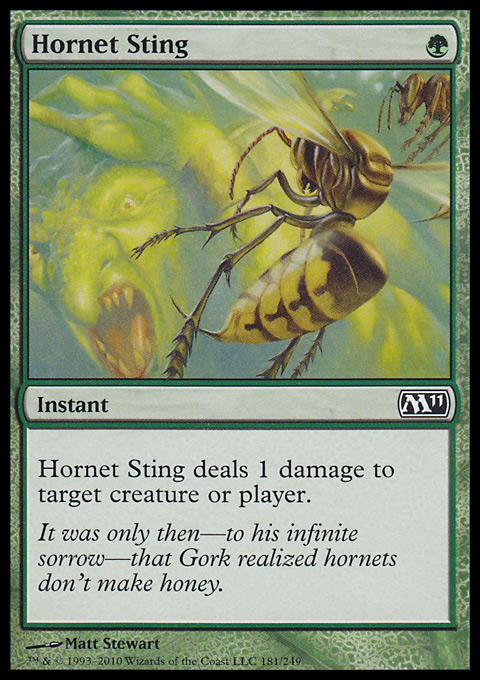 Hornet Sting
Instant
M11
Hornet Sting deals 1 damage to
target creature or player.
It was only then—to his infinite
sorrow—that Gork realized hornets
don't make honey.
Matt Stewart
™ & © 1993–2010 Wizards of the Coast LLC 181/249